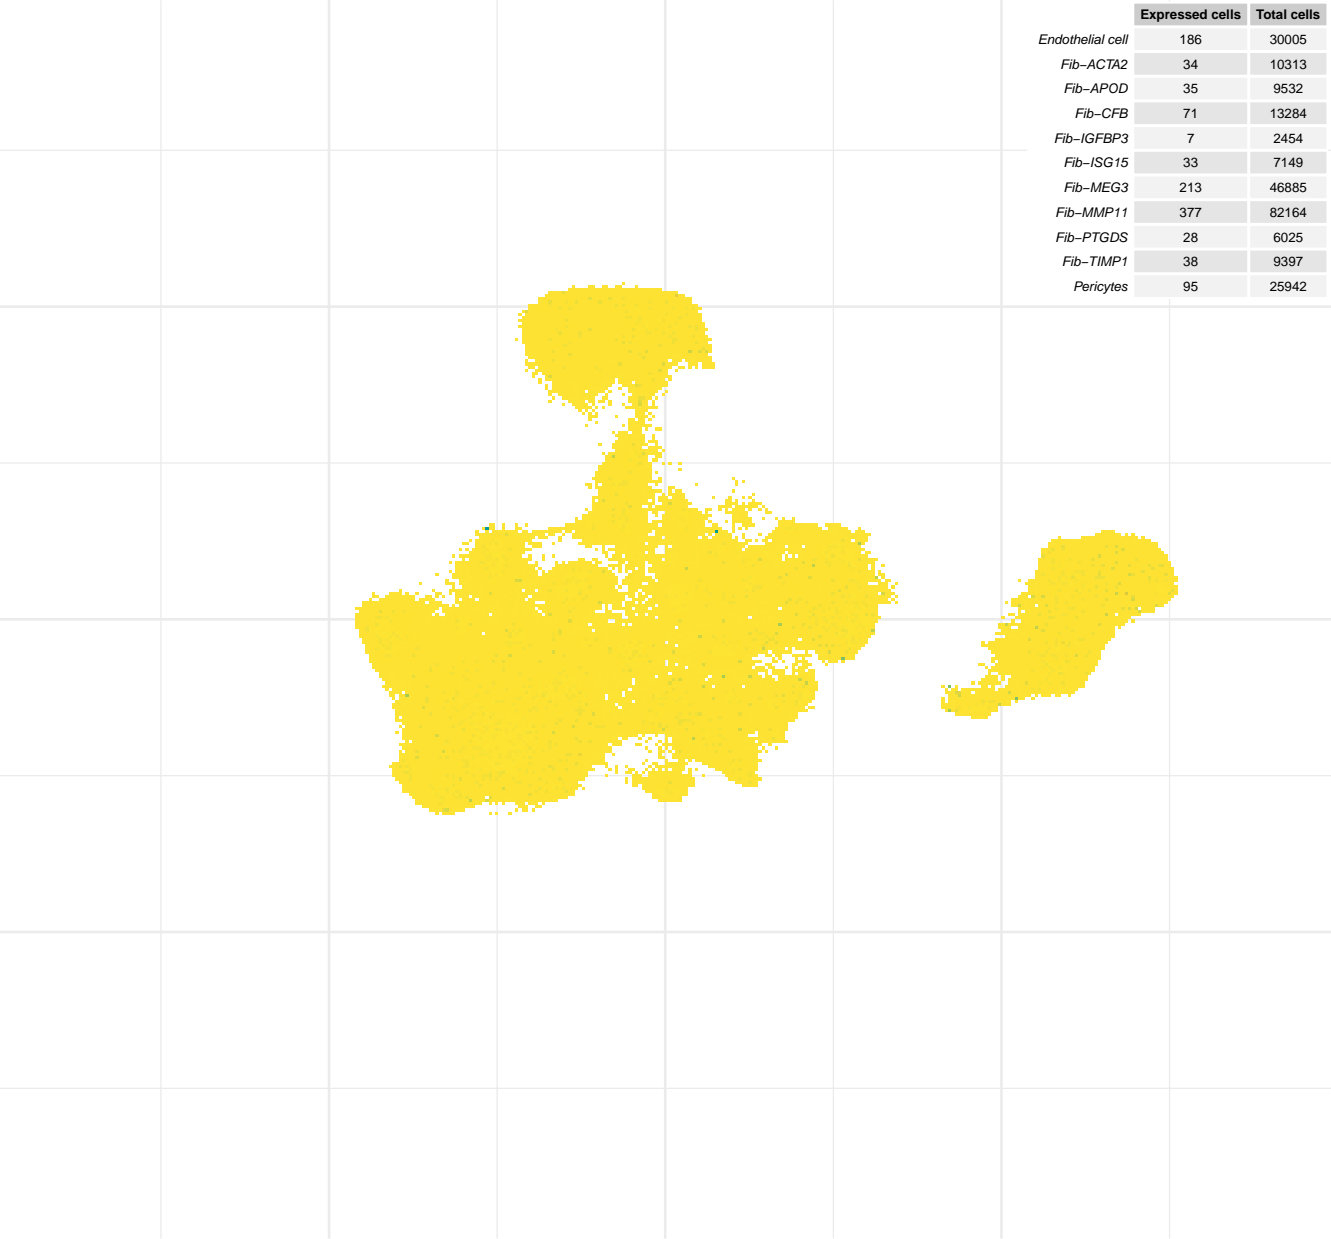 Expressed cells Total cells
Endothelial cell 186 30005
Fib−ACTA2 34 10313
Fib−APOD 35 9532
Fib−CFB 71 13284
Fib−IGFBP3 7 2454
Fib−ISG15 33 7149
Fib−MEG3 213 46885
Fib−MMP11 377 82164
Fib−PTGDS 28 6025
Fib−TIMP1 38 9397
Pericytes 95 25942